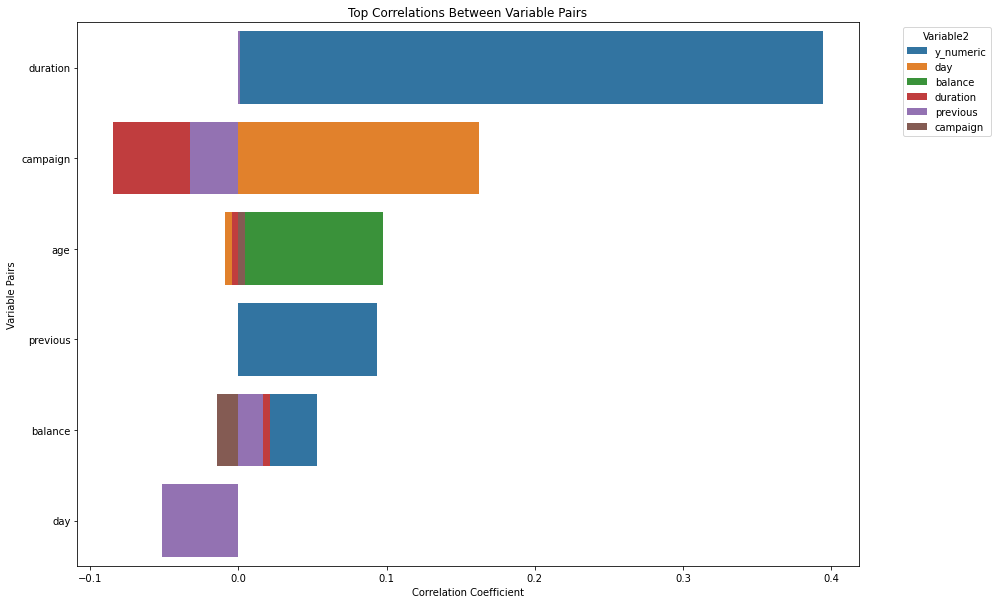 Top Correlations Between Variable Pairs
Variable2
y_numeric
day
balance
duration
previous
campaign
Variable Pairs
duration
campaign
age
previous
balance
day
−0.1
0.0
0.1
0.2
0.3
0.4
Correlation Coefficient